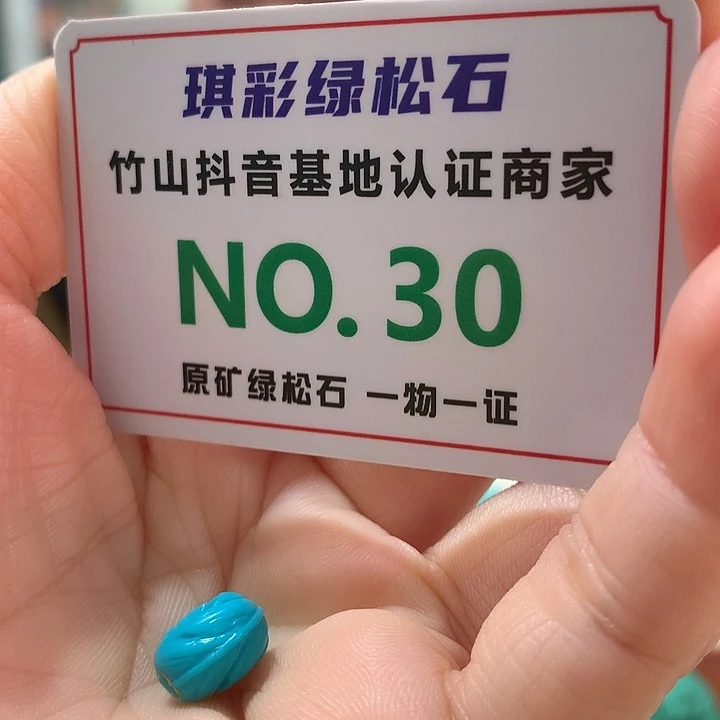 琪彩绿松石
竹山抖音基地认证商家
NO.30
原矿绿松石 一物一证